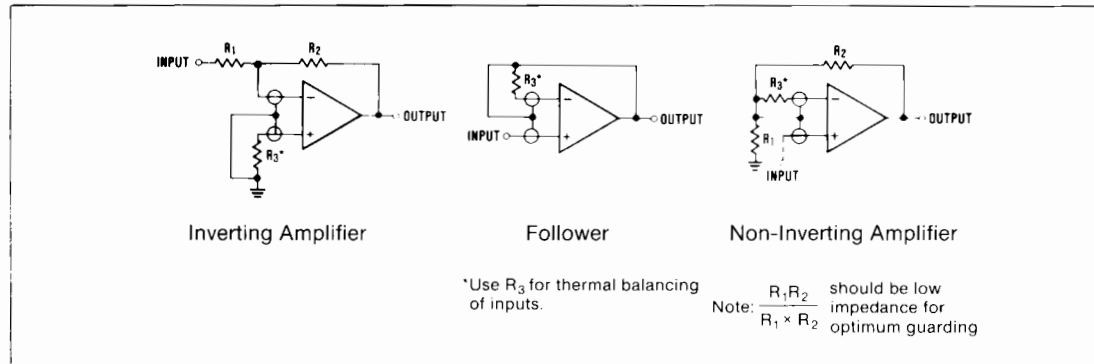 R1
R2
INPUT
−
+
OUTPUT
R3*
Inverting Amplifier
R3*
−
+
INPUT
OUTPUT
Follower
*Use R3 for thermal balancing
of inputs.
R2
R3*
−
+
R1
INPUT
OUTPUT
Non-Inverting Amplifier
Note: R1R2
R1 × R2
should be low
impedance for
optimum guarding